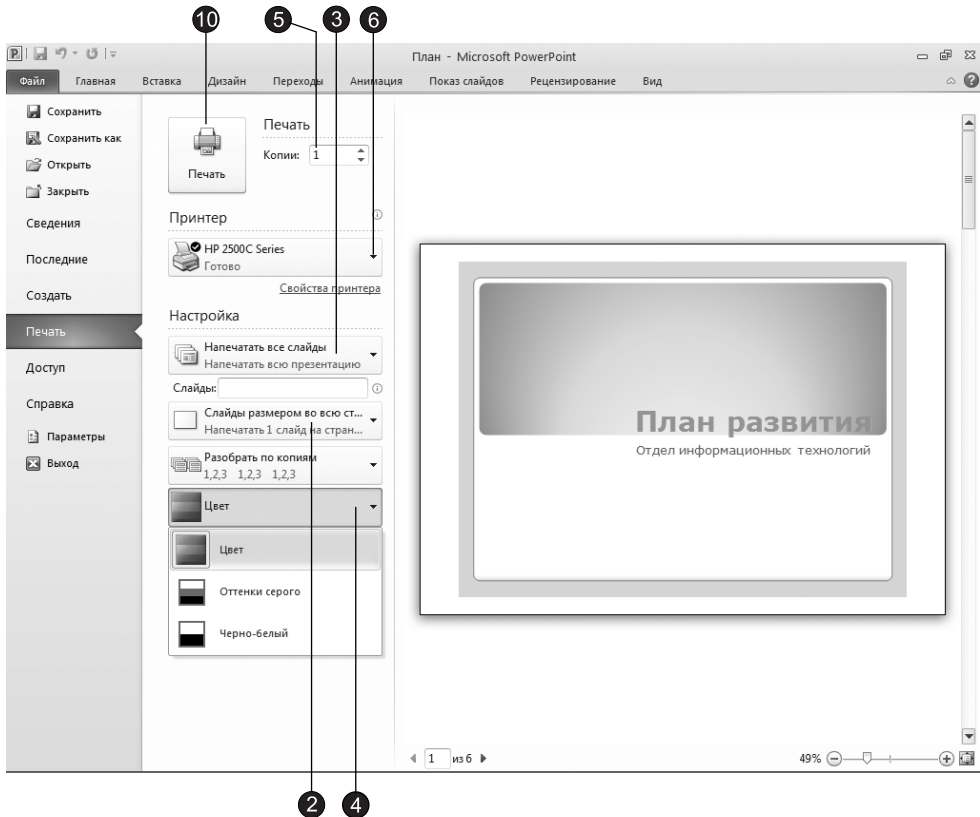 10 5 3 6
План - Microsoft PowerPoint
Файл Главная Вставка Дизайн Переходы Анимация Показ слайдов Рецензирование Вид
Сохранить
Сохранить как
Открыть
Закрыть
Сведения
Последние
Создать
Печать
Доступ
Справка
Параметры
Выход
Печать
Печать
Копии: 1
Принтер
HP 2500C Series
Готово
Свойства принтера
Настройка
Напечатать все слайды
Напечатать всю презентацию
Слайды:
Слайды размером во всю ст...
Напечатать 1 слайд на стран...
Разобрать по копиям
1,2,3 1,2,3 1,2,3
Цвет
Цвет
Оттенки серого
Черно-белый
План развития
Отдел информационных технологий
1 из 6
49%
2 4